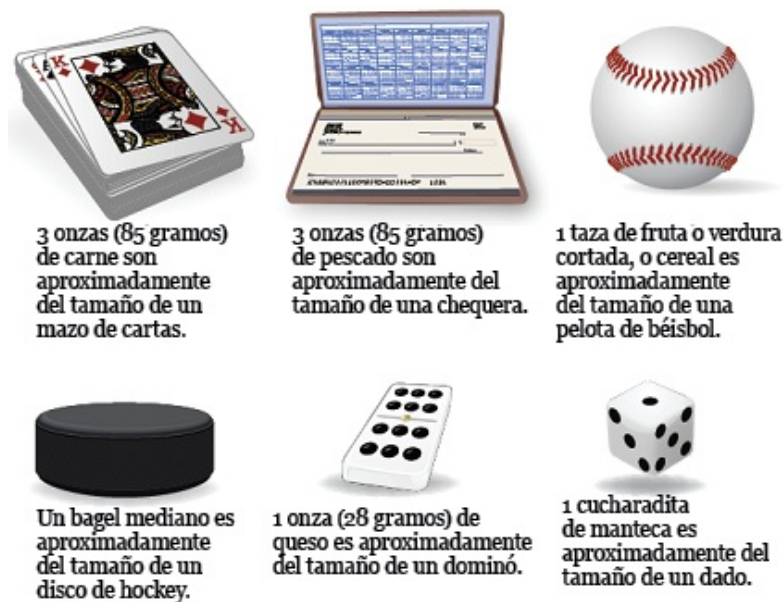 3 onzas (85 gramos)
de carne son
aproximadamente
del tamaño de un
mazo de cartas.
3 onzas (85 gramos)
de pescado son
aproximadamente del
tamaño de una chequera.
1 taza de fruta o verdura
cortada, o cereal es
aproximadamente
del tamaño de una
pelota de béisbol.
Un bagel mediano es
aproximadamente
del tamaño de un
disco de hockey.
1 onza (28 gramos) de
queso es aproximadamente
del tamaño de un dominó.
1 cucharadita
de manteca es
aproximadamente del
tamaño de un dado.
K
K